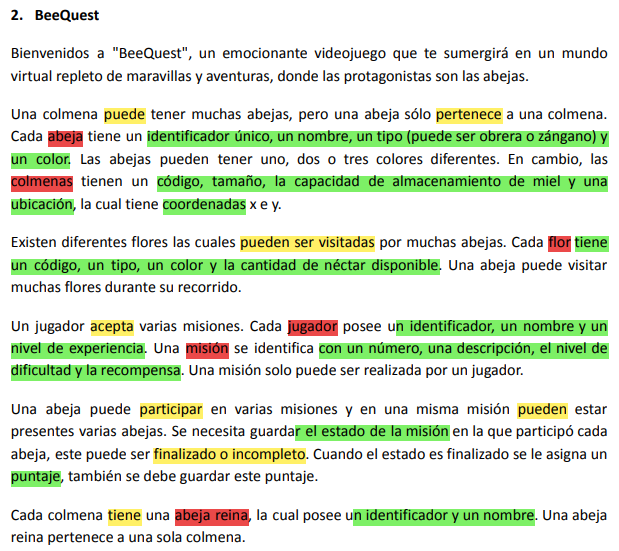 2. BeeQuest
Bienvenidos a "BeeQuest", un emocionante videojuego que te sumergirá en un mundo
virtual repleto de maravillas y aventuras, donde las protagonistas son las abejas.
Una colmena puede tener muchas abejas, pero una abeja sólo pertenece a una colmena.
Cada abeja tiene un identificador único, un nombre, un tipo (puede ser obrera o zángano) y
un color. Las abejas pueden tener uno, dos o tres colores diferentes. En cambio, las
colmenas tienen un código, tamaño, la capacidad de almacenamiento de miel y una
ubicación, la cual tiene coordenadas x e y.
Existen diferentes flores las cuales pueden ser visitadas por muchas abejas. Cada flor tiene
un código, un tipo, un color y la cantidad de néctar disponible. Una abeja puede visitar
muchas flores durante su recorrido.
Un jugador acepta varias misiones. Cada jugador posee un identificador, un nombre y un
nivel de experiencia. Una misión se identifica con un número, una descripción, el nivel de
dificultad y la recompensa. Una misión solo puede ser realizada por un jugador.
Una abeja puede participar en varias misiones y en una misma misión pueden estar
presentes varias abejas. Se necesita guardar el estado de la misión en la que participó cada
abeja, este puede ser finalizado o incompleto. Cuando el estado es finalizado se le asigna un
puntaje, también se debe guardar este puntaje.
Cada colmena tiene una abeja reina, la cual posee un identificador y un nombre. Una abeja
reina pertenece a una sola colmena.